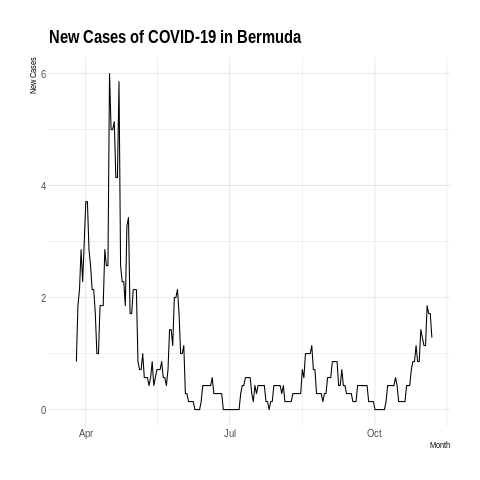 New Cases of COVID-19 in Bermuda
New Cases
6
4
2
0
Apr
Jul
Oct
Month